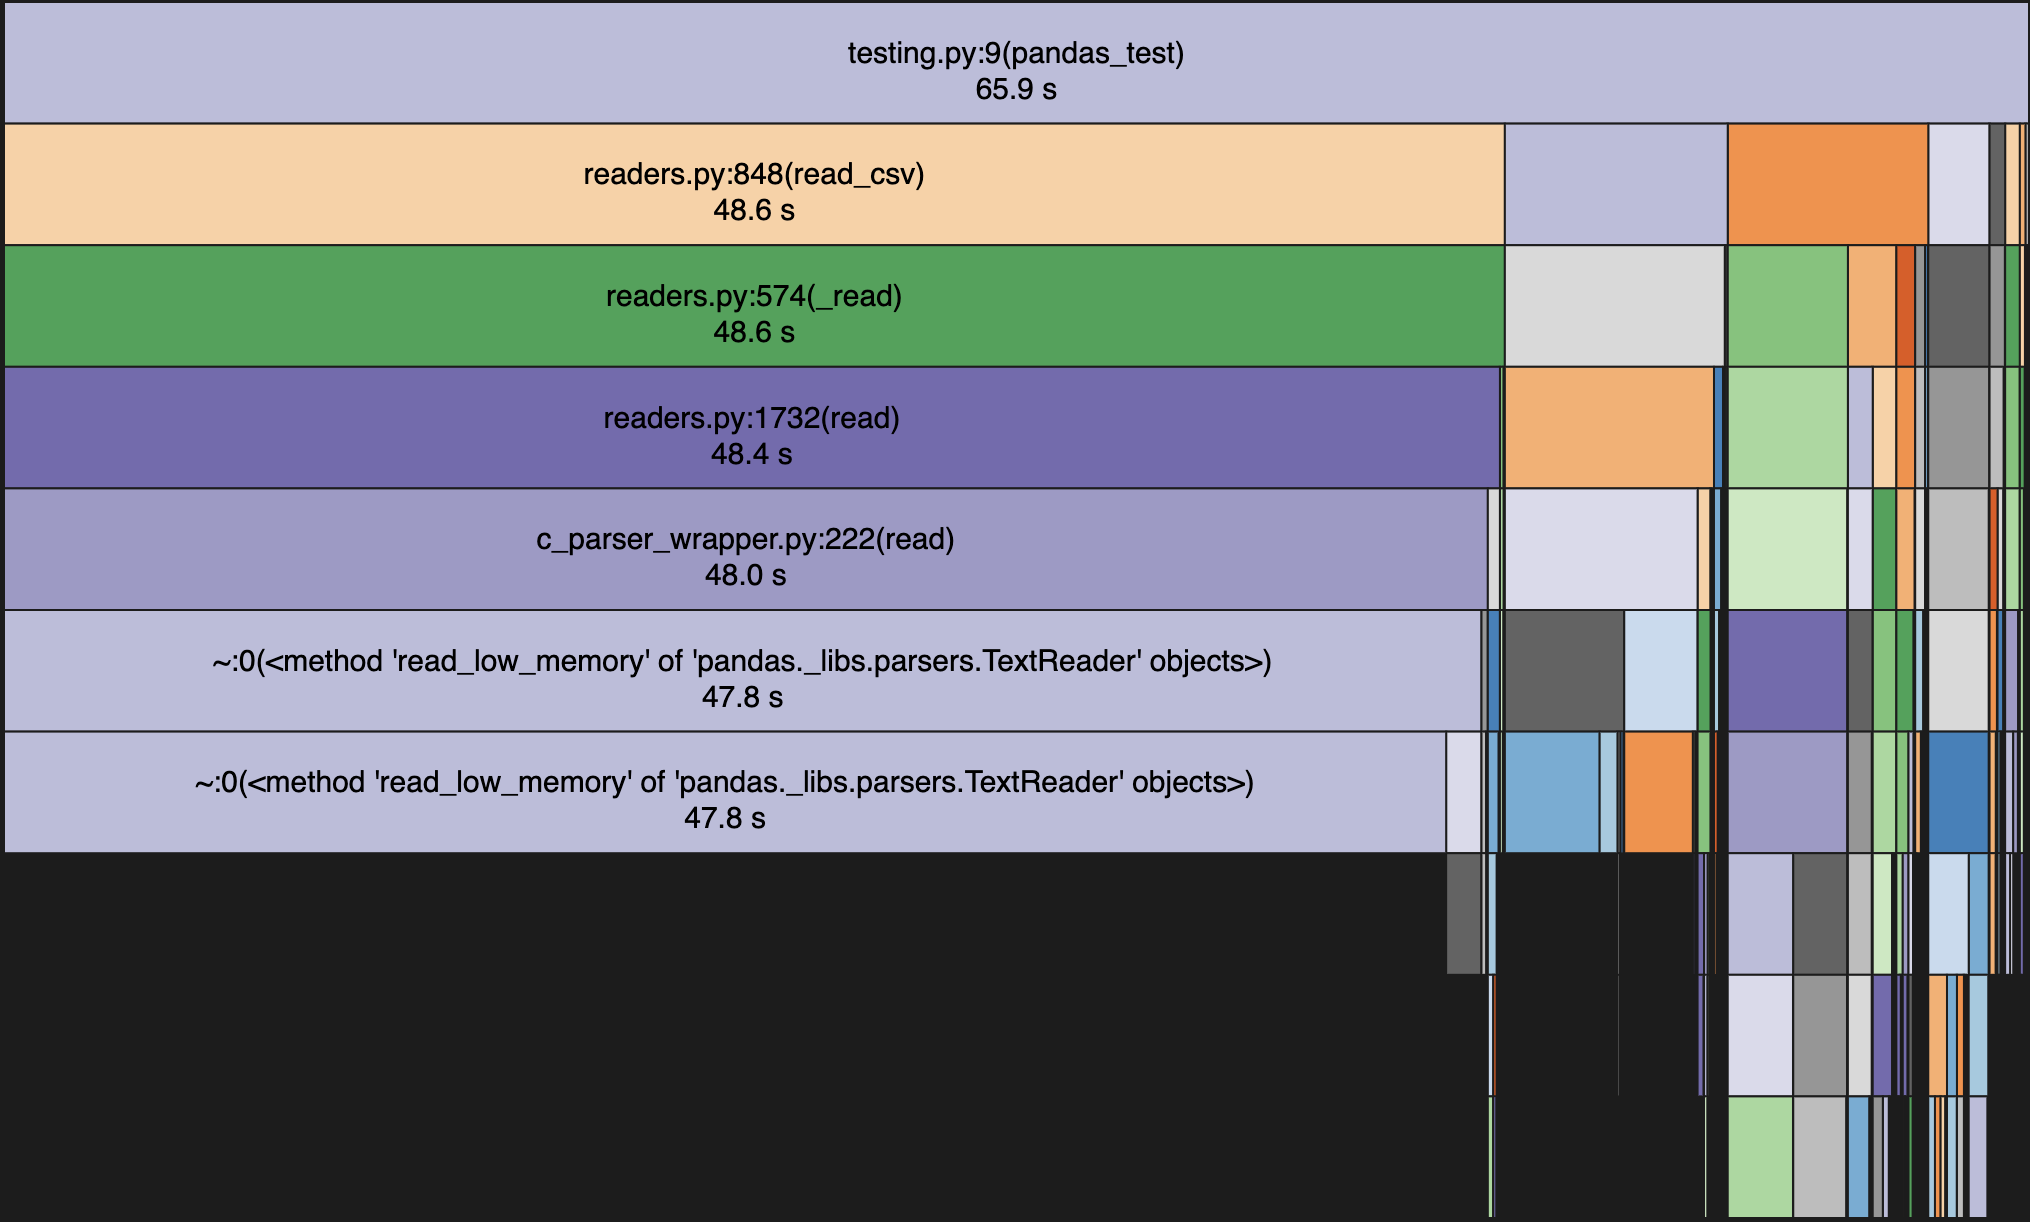 testing.py:9(pandas_test)
65.9 s
readers.py:848(read_csv)
48.6 s
readers.py:574(_read)
48.6 s
readers.py:1732(read)
48.4 s
c_parser_wrapper.py:222(read)
48.0 s
~:0(<method 'read_low_memory' of 'pandas._libs.parsers.TextReader' objects>)
47.8 s
~:0(<method 'read_low_memory' of 'pandas._libs.parsers.TextReader' objects>)
47.8 s